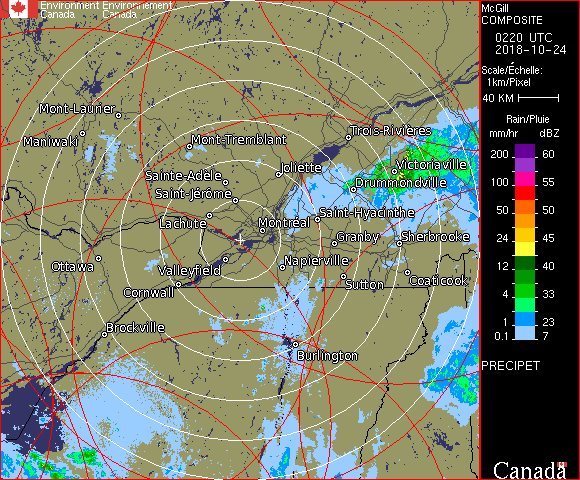 Environment Environnement
Canada Canada
McGill
COMPOSITE
0220 UTC
2018-10-24
Scale/Échelle:
1km/Pixel
40 KM
Rain/Pluie
mm/hr dBZ
200 60
100 55
50 50
24 45
12 40
4 33
1 23
0.1 7
PRECIPET
Canada
Mont-Laurier
Maniwaki
Mont-Tremblant
Trois-Rivières
Joliette
Victoriaville
Sainte-Adèle
Drummondville
Saint-Jérôme
Saint-Hyacinthe
Lachute
Montréal
Granby
Sherbrooke
Ottawa
Valleyfield
Napierville
Sutton
Coaticook
Cornwall
Brockville
Burlington